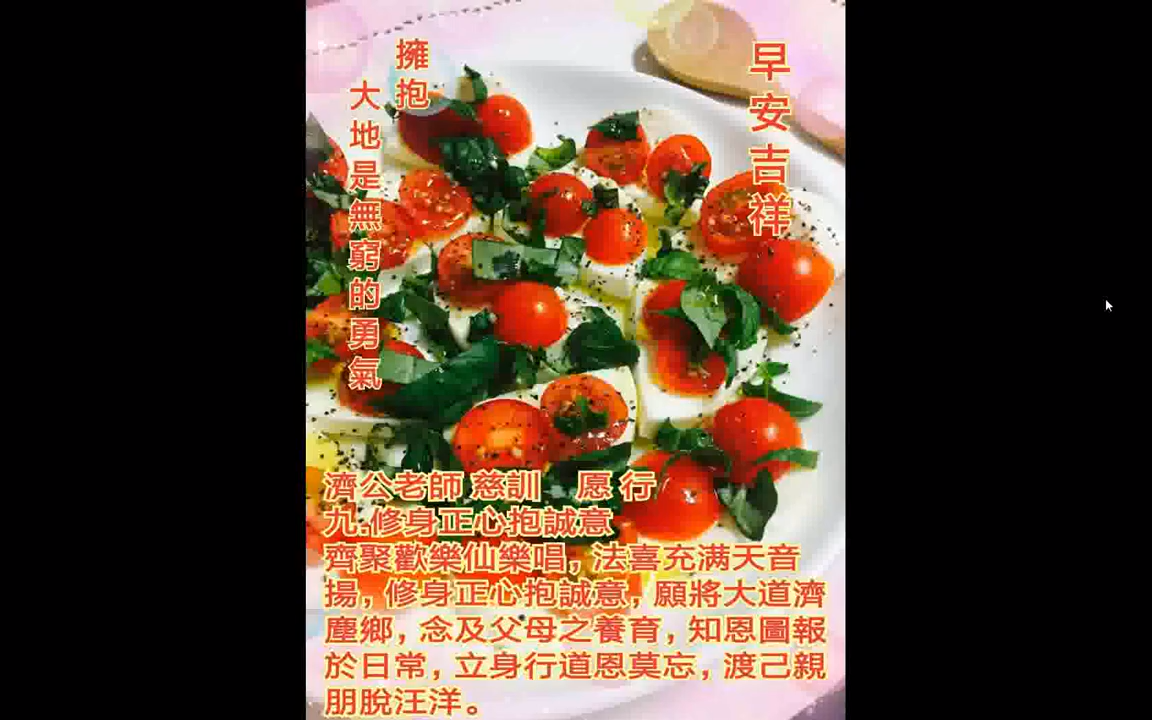 早安吉祥
擁抱
大地是無窮的勇氣
濟公老師 慈訓 愿 行
九.修身正心抱誠意
齊聚歡樂仙樂唱, 法喜充满天音
揚, 修身正心抱誠意, 願將大道濟
塵鄉, 念及父母之養育, 知恩圖報
於日常, 立身行道恩莫忘, 渡己親
朋脫汪洋。